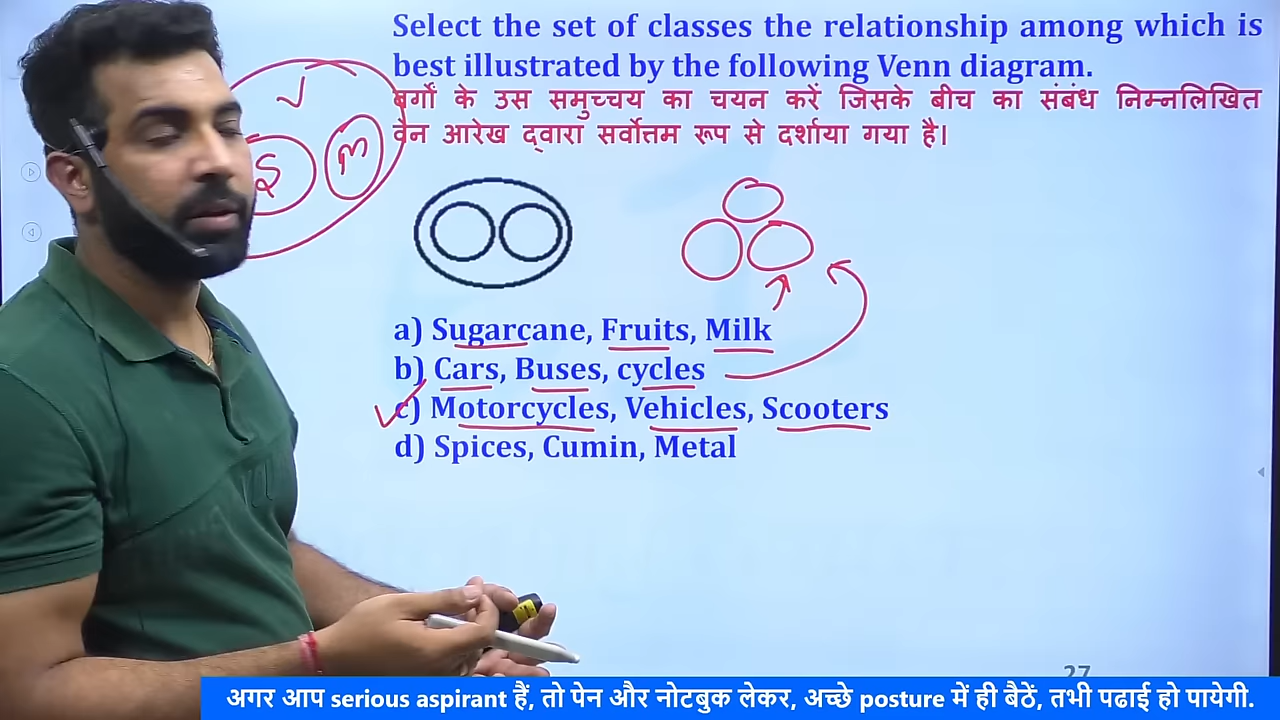 Select the set of classes the relationship among which is
best illustrated by the following Venn diagram.
वर्गों के उस समुच्चय का चयन करें जिसके बीच का संबंध निम्नलिखित
वेन आरेख द्वारा सर्वोत्तम रूप से दर्शाया गया है।
S m
a) Sugarcane, Fruits, Milk
b) Cars, Buses, cycles
c) Motorcycles, Vehicles, Scooters
d) Spices, Cumin, Metal
27
अगर आप serious aspirant हैं, तो पेन और नोटबुक लेकर, अच्छे posture में ही बैठें, तभी पढाई हो पायेगी.